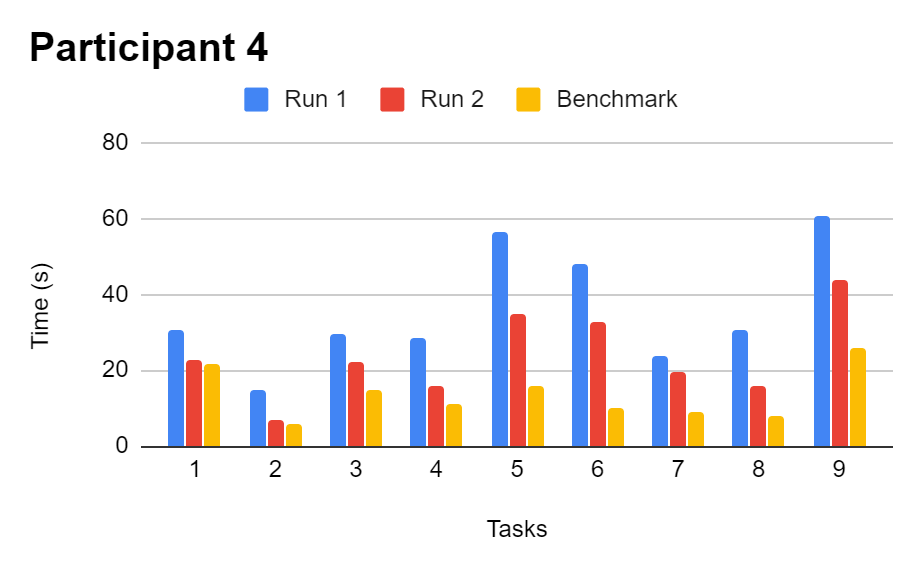 Participant 4
Run 1 Run 2 Benchmark
80
60
40
20
0
Time (s)
1 2 3 4 5 6 7 8 9
Tasks